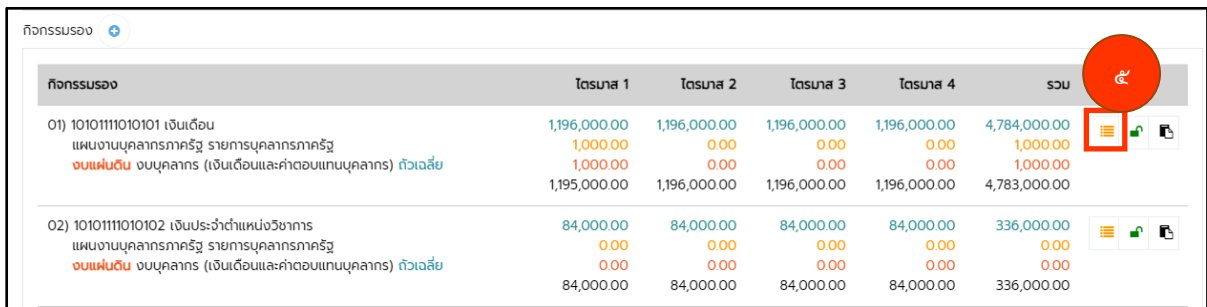 กิจกรรมรอง
๕
กิจกรรมรอง ไตรมาส 1 ไตรมาส 2 ไตรมาส 3 ไตรมาส 4 รวม
01) 10101111010101 เงินเดือน 1,196,000.00 1,196,000.00 1,196,000.00 1,196,000.00 4,784,000.00
แผนงานบุคลากรภาครัฐ รายการบุคลากรภาครัฐ 1,000.00 0.00 0.00 0.00 1,000.00
งบแผ่นดิน งบบุคลากร (เงินเดือนและค่าตอบแทนบุคลากร) ถัวเฉลี่ย 1,000.00 0.00 0.00 0.00 1,000.00
1,195,000.00 1,196,000.00 1,196,000.00 1,196,000.00 4,783,000.00
02) 10101111010102 เงินประจำตำแหน่งวิชาการ 84,000.00 84,000.00 84,000.00 84,000.00 336,000.00
แผนงานบุคลากรภาครัฐ รายการบุคลากรภาครัฐ 0.00 0.00 0.00 0.00 0.00
งบแผ่นดิน งบบุคลากร (เงินเดือนและค่าตอบแทนบุคลากร) ถัวเฉลี่ย 0.00 0.00 0.00 0.00 0.00
84,000.00 84,000.00 84,000.00 84,000.00 336,000.00